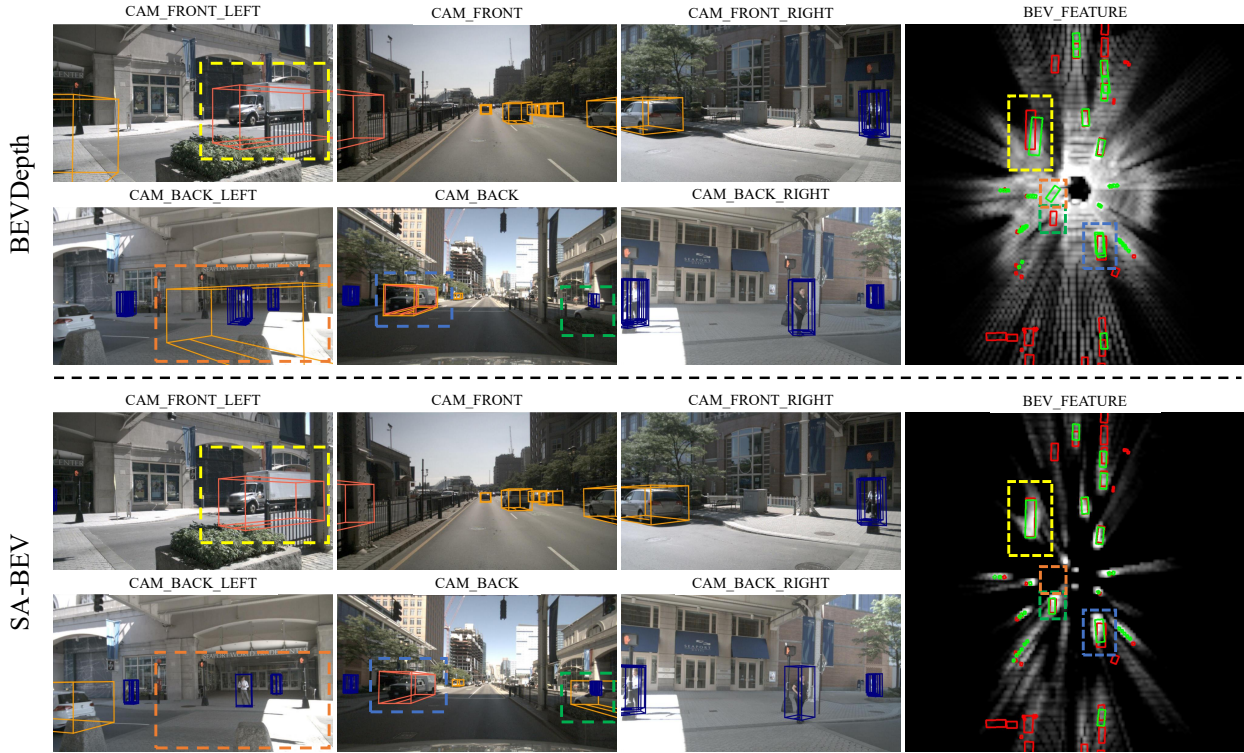 CAM_FRONT_LEFT CAM_FRONT CAM_FRONT_RIGHT BEV_FEATURE
BEVDepth
CAM_BACK_LEFT CAM_BACK CAM_BACK_RIGHT
CAM_FRONT_LEFT CAM_FRONT CAM_FRONT_RIGHT BEV_FEATURE
SA-BEV
CAM_BACK_LEFT CAM_BACK CAM_BACK_RIGHT